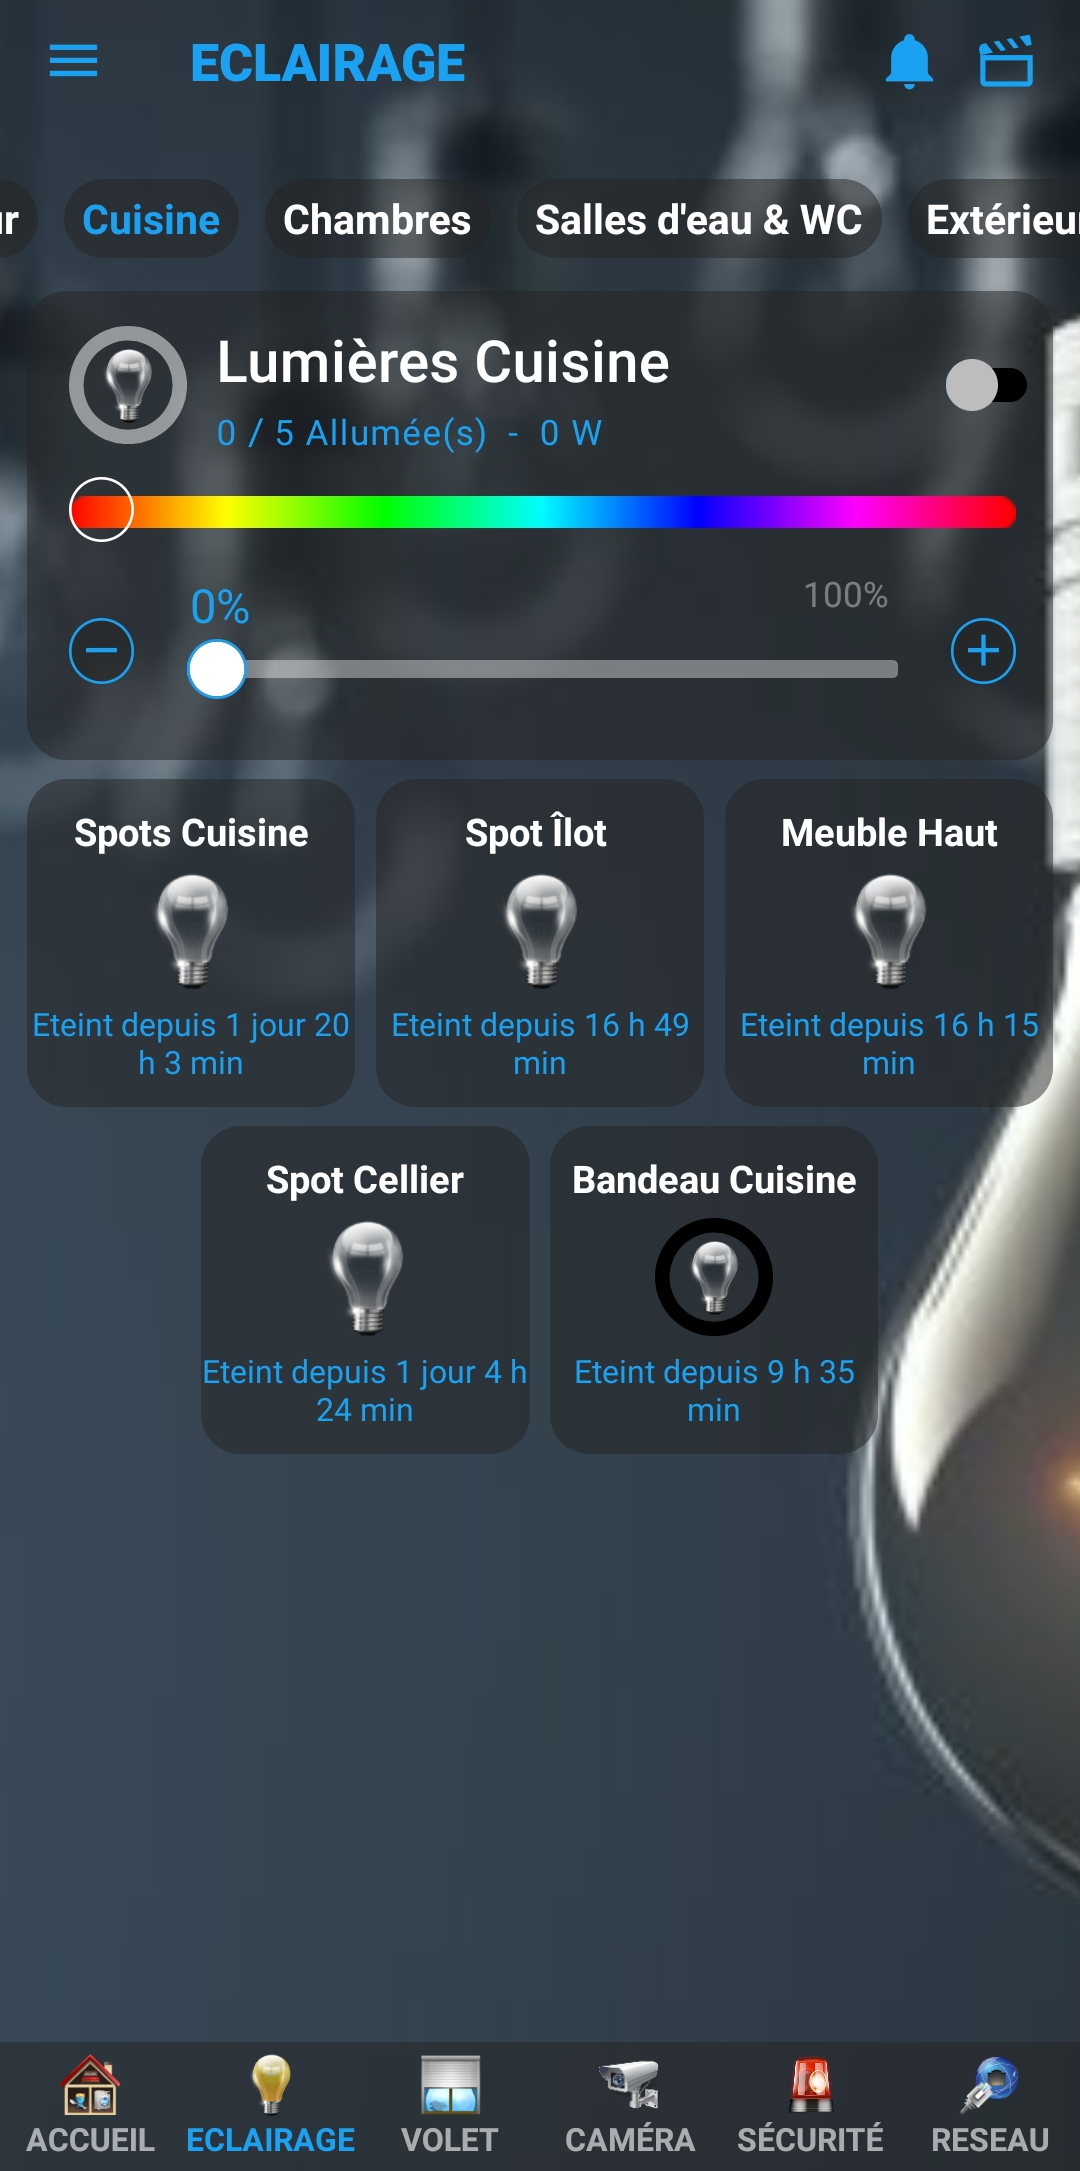 ECLAIRAGE
ur Cuisine Chambres Salles d'eau & WC Extérieur
Lumières Cuisine
0 / 5 Allumée(s) - 0 W
0% 100%
Spots Cuisine Spot Îlot Meuble Haut
Eteint depuis 1 jour 20 Eteint depuis 16 h 49 Eteint depuis 16 h 15
h 3 min min min
Spot Cellier Bandeau Cuisine
Eteint depuis 1 jour 4 h Eteint depuis 9 h 35
24 min min
ACCUEIL ECLAIRAGE VOLET CAMÉRA SÉCURITÉ RESEAU